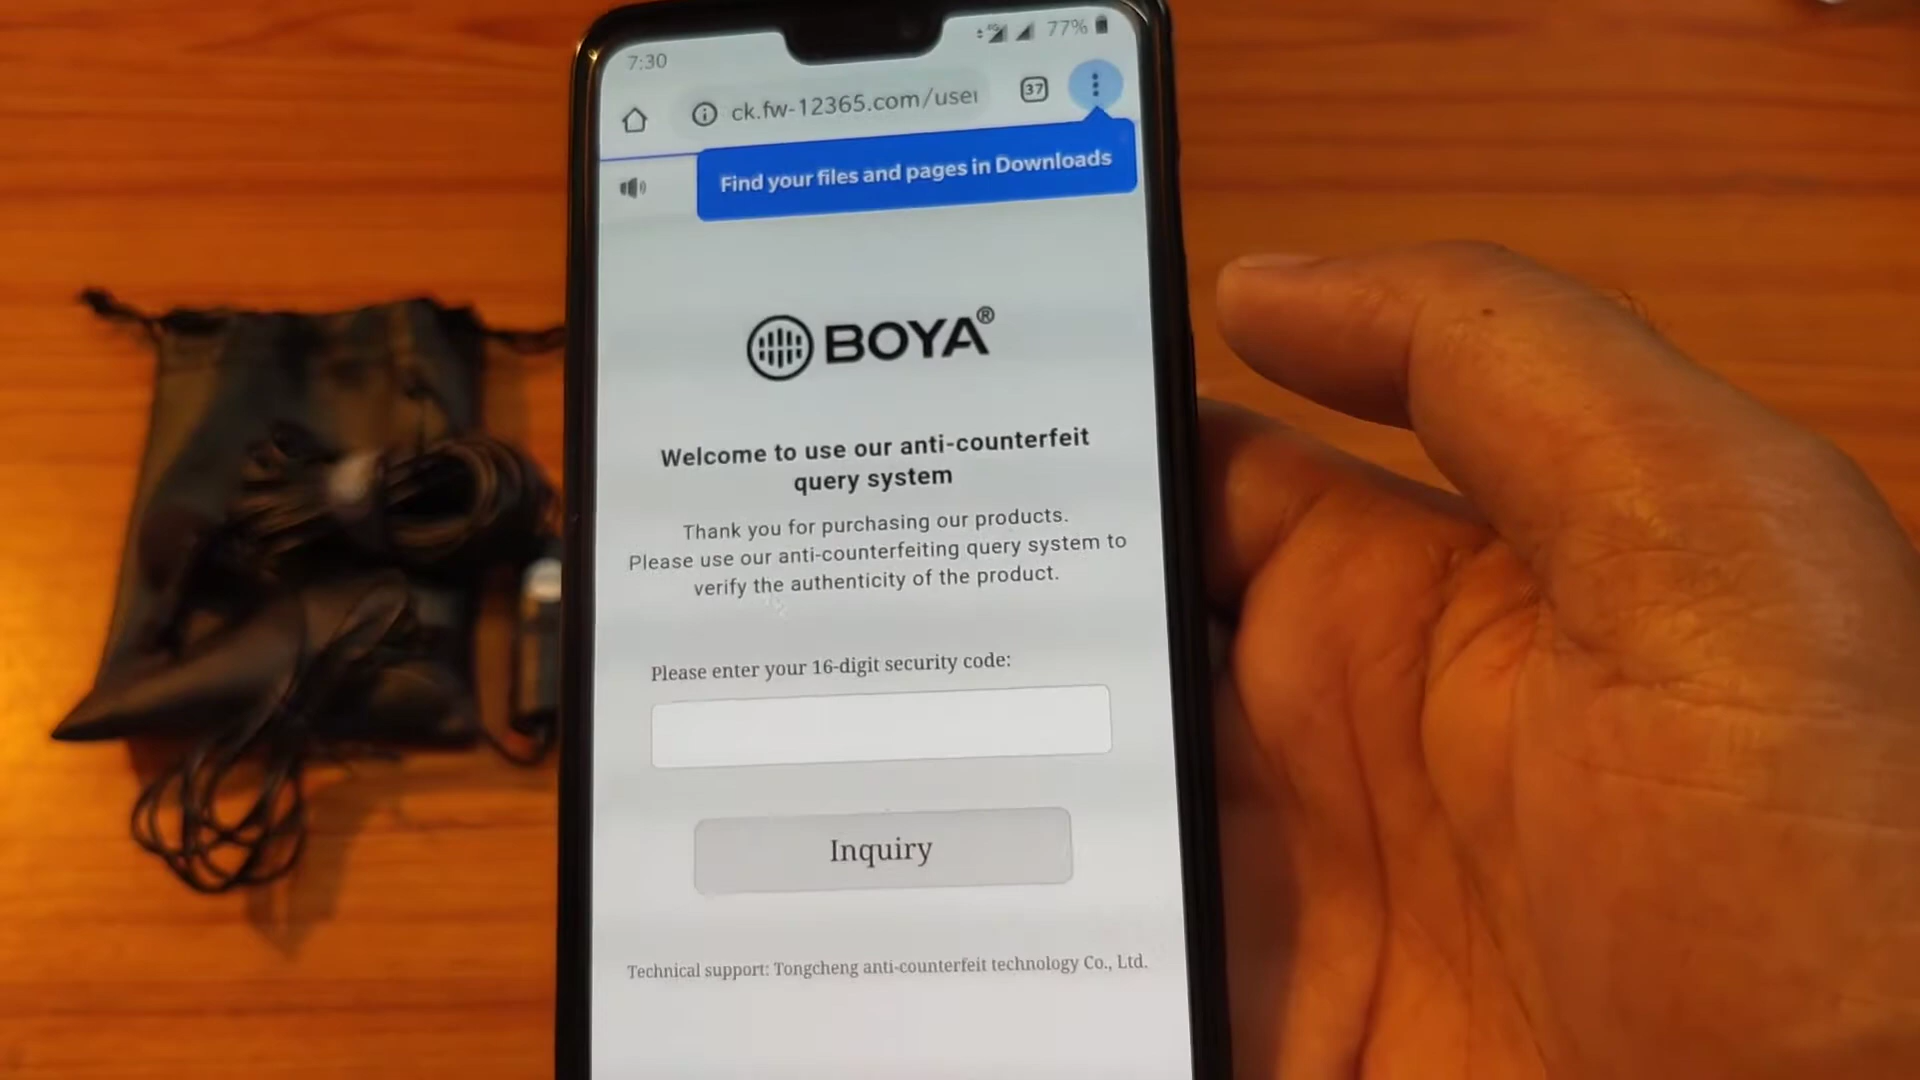 7:30
77%
ck.fw-12365.com/user
37
Find your files and pages in Downloads
BOYA®
Welcome to use our anti-counterfeit
query system
Thank you for purchasing our products.
Please use our anti-counterfeiting query system to
verify the authenticity of the product.
Please enter your 16-digit security code:
Inquiry
Technical support: Tongcheng anti-counterfeit technology Co., Ltd.